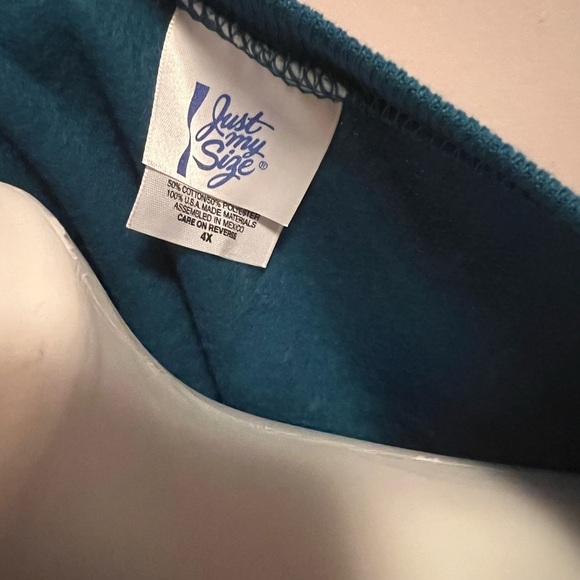 Just
my
Size®
50% COTTON/50% POLYESTER
100% U.S.A. MADE MATERIALS
ASSEMBLED IN MEXICO
CARE ON REVERSE
4X